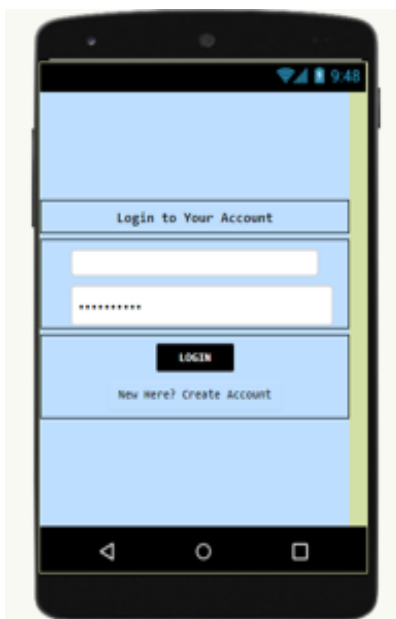 9:48
Login to Your Account
**********
LOGIN
New Here? Create Account